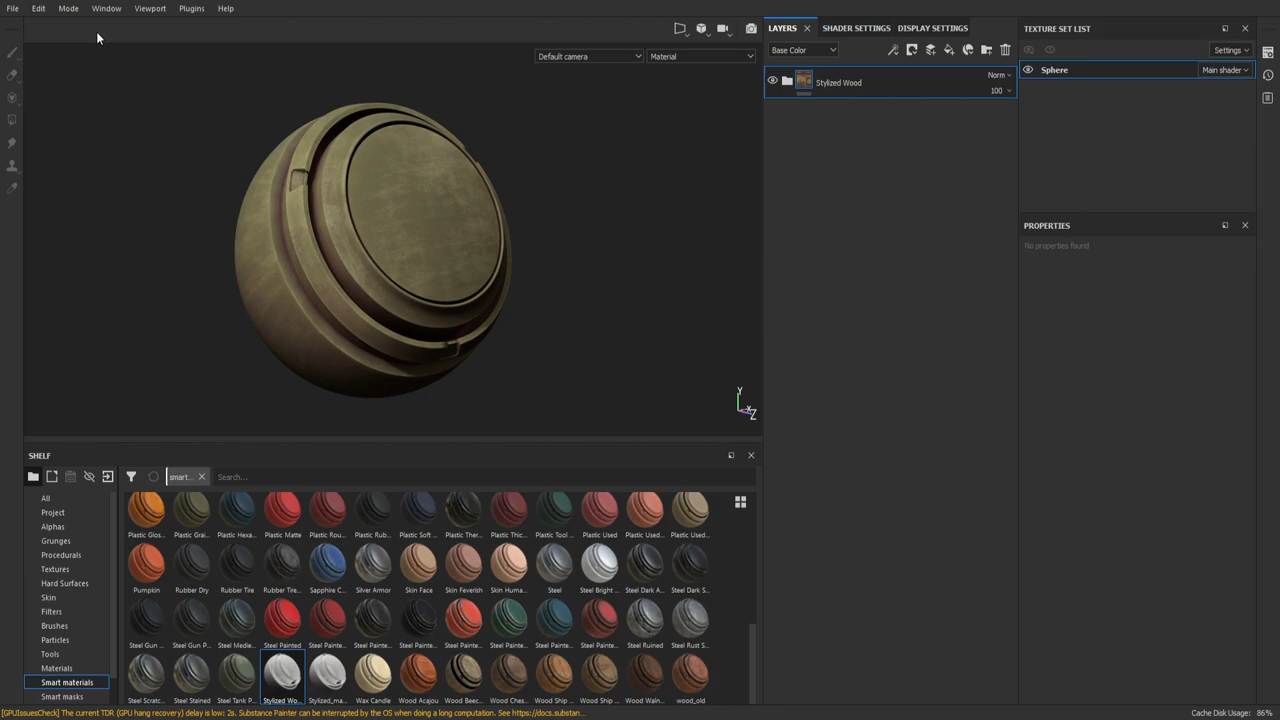 File Edit Mode Window Viewport Plugins Help
LAYERS SHADER SETTINGS DISPLAY SETTINGS
TEXTURE SET LIST
Base Color
Settings
Default camera
Material
Sphere
Main shader
Stylized Wood
Norm
100
PROPERTIES
No properties found
Y
X
Z
SHELF
smart...
Search...
All
Project
Alphas
Grunges
Procedurals
Textures
Hard Surfaces
Skin
Filters
Brushes
Particles
Tools
Materials
Smart materials
Smart masks
Plastic Glos... Plastic Grai... Plastic Hexa... Plastic Matte Plastic Rou... Plastic Rub... Plastic Soft ... Plastic Ther... Plastic Thic... Plastic Tool ... Plastic Used Plastic Used... Plastic Used...
Pumpkin Rubber Dry Rubber Tire Rubber Tire... Sapphire C... Silver Armor Skin Face Skin Feverish Skin Huma... Steel Steel Bright ... Steel Dark A... Steel Dark S...
Steel Gun ... Steel Gun P... Steel Medie... Steel Painted Steel Painte... Steel Painte... Steel Painte... Steel Painte... Steel Painte... Steel Painte... Steel Painte... Steel Ruined Steel Rust S...
Steel Scratc... Steel Stained Steel Tank P... Stylized Wo... Stylized_ma... Wax Candle Wood Acajou Wood Beec... Wood Ches... Wood Ship ... Wood Ship ... Wood Waln... wood_old
[GPUIssuesCheck] The current TDR (GPU hang recovery) delay is low: 2s. Substance Painter can be interrupted by the OS when doing a long computation. See https://docs.substan...
Cache Disk Usage: 86%